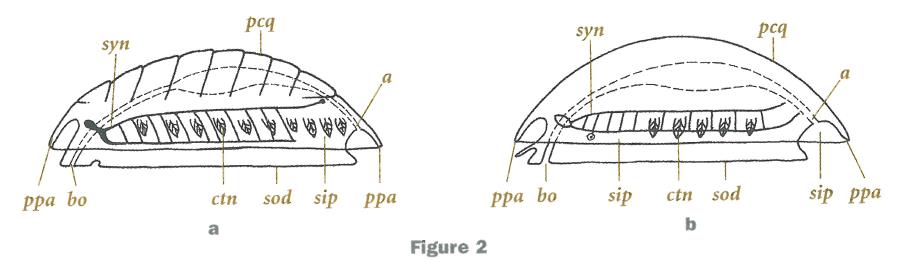 pcq
syn
a
ppa bo ctn sod sip ppa
a
pcq
syn
a
ppa bo sip ctn sod sip ppa
b
Figure 2